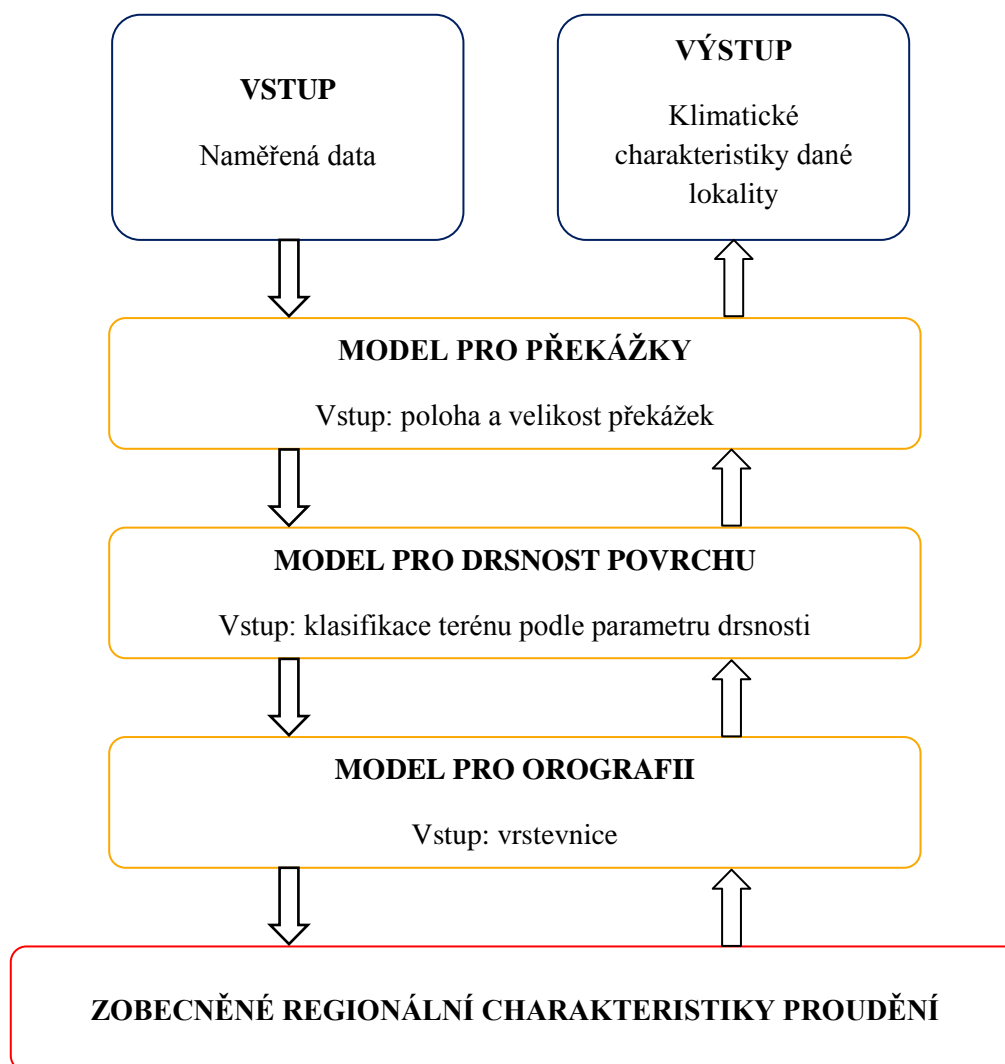 VSTUP
Naměřená data
VÝSTUP
Klimatické
charakteristiky dané
lokality
MODEL PRO PŘEKÁŽKY
Vstup: poloha a velikost překážek
MODEL PRO DRSNOST POVRCHU
Vstup: klasifikace terénu podle parametru drsnosti
MODEL PRO OROGRAFII
Vstup: vrstevnice
ZOBECNĚNÉ REGIONÁLNÍ CHARAKTERISTIKY PROUDĚNÍ